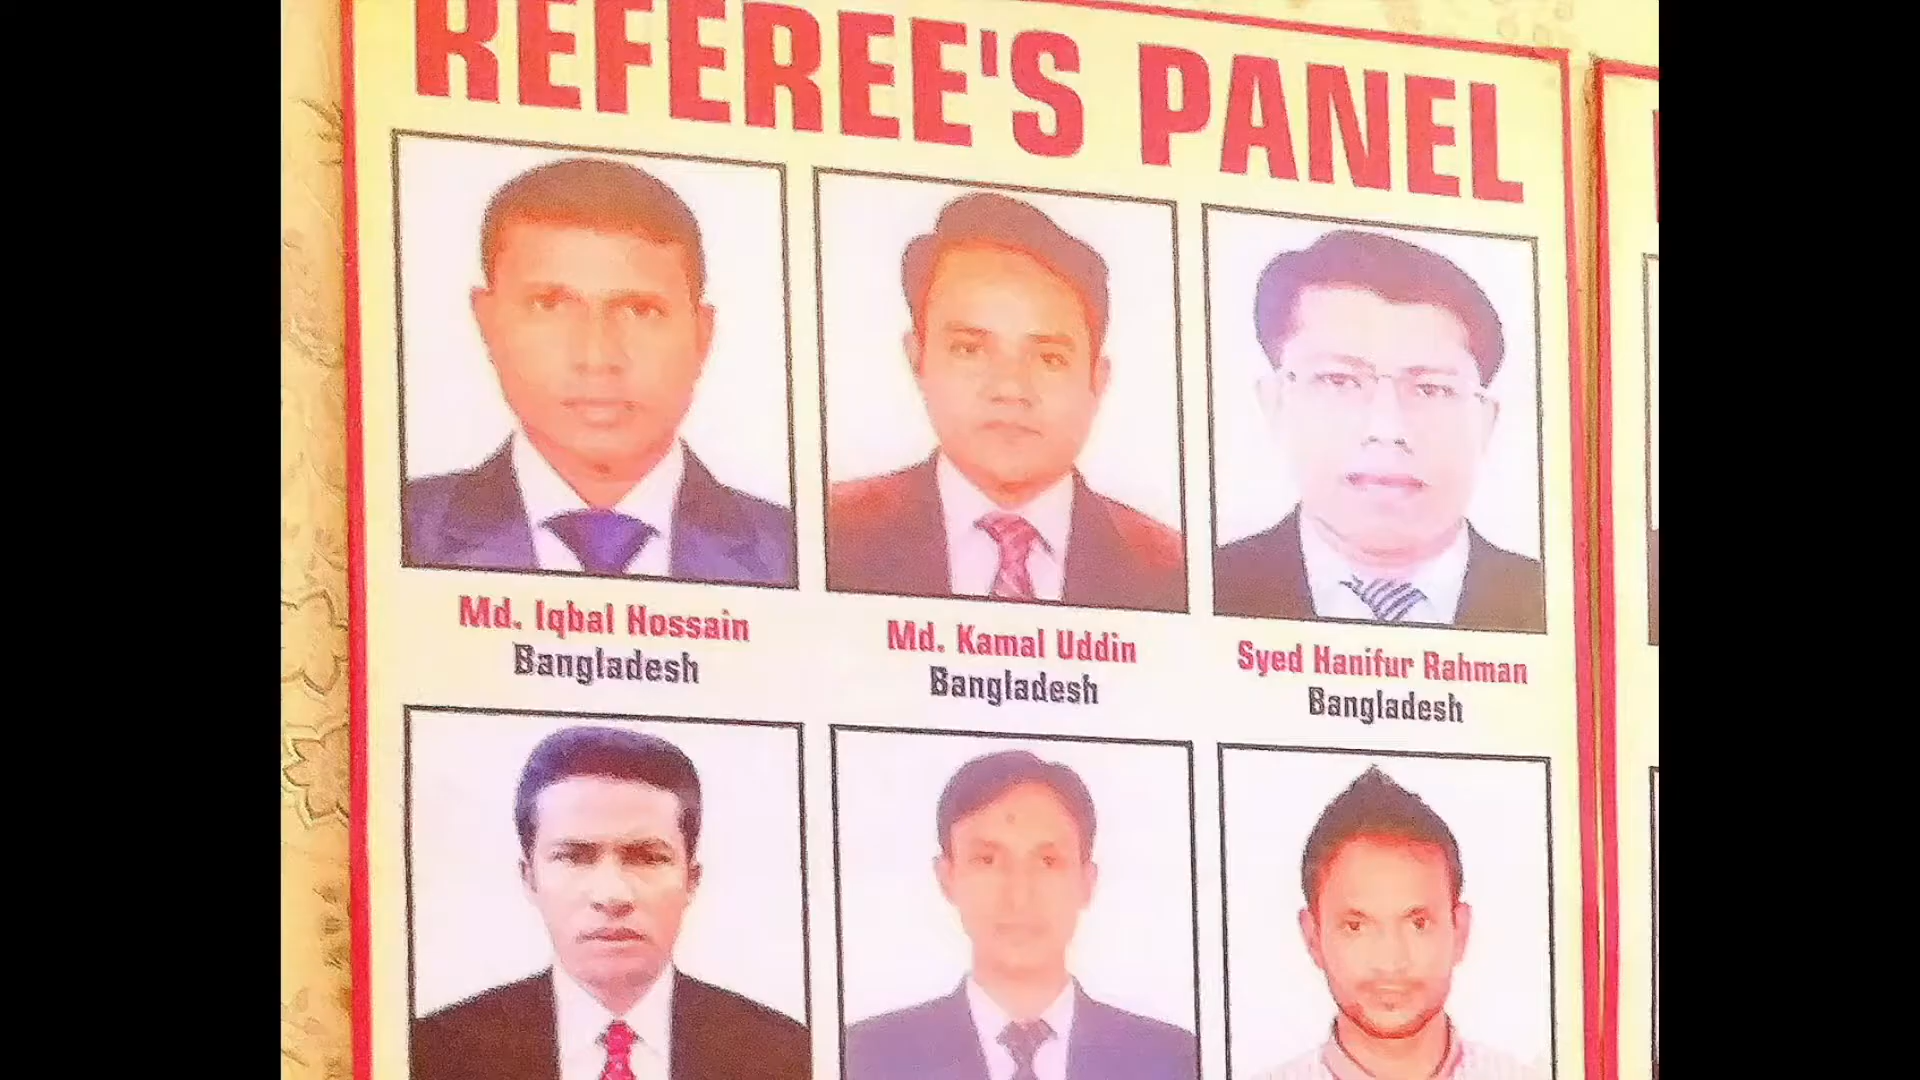 REFEREE'S PANEL
Md. Iqbal Hossain
Bangladesh
Md. Kamal Uddin
Bangladesh
Syed Hanifur Rahman
Bangladesh